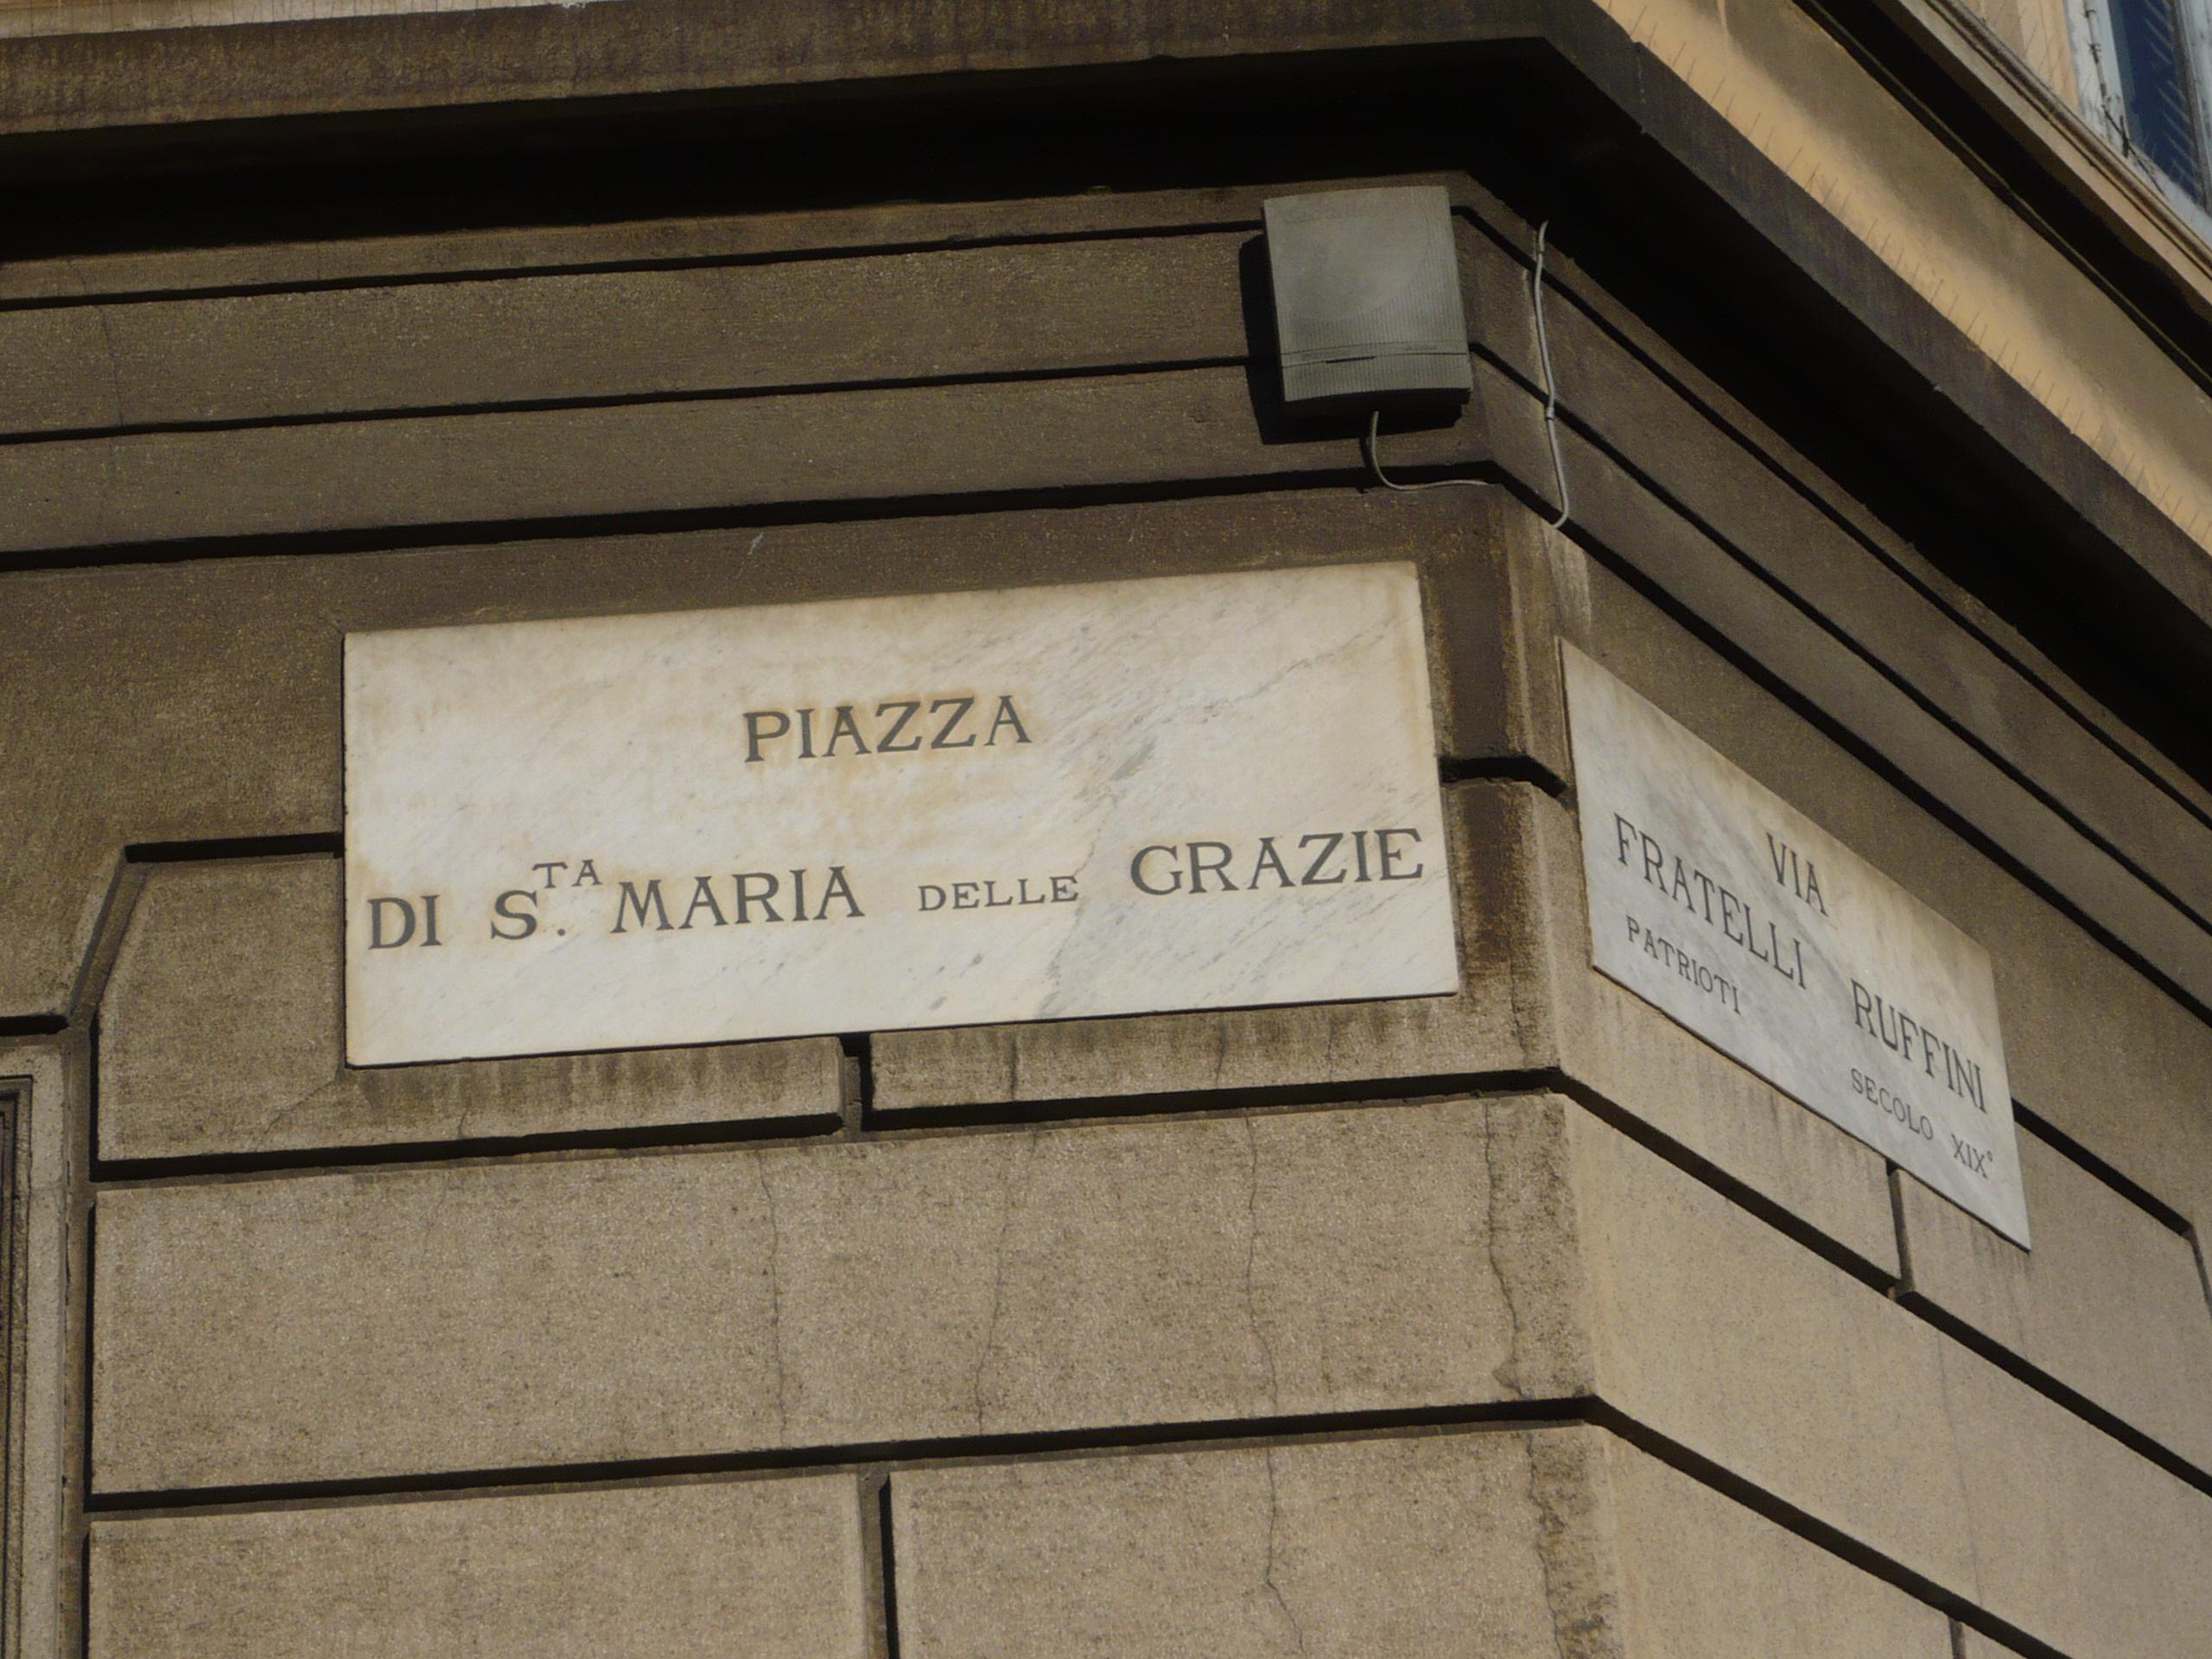 PIAZZA
DI S.TA MARIA DELLE GRAZIE
VIA
FRATELLI RUFFINI
PATRIOTI SECOLO XIX°